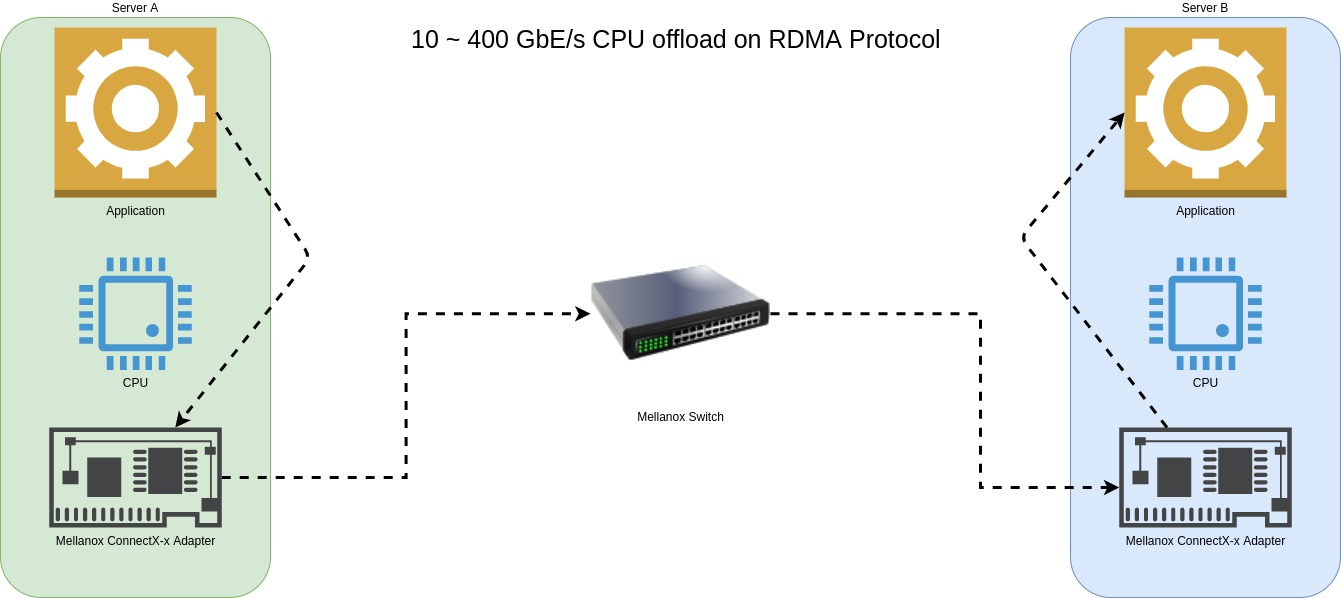 Server A
Server B
10 ~ 400 GbE/s CPU offload on RDMA Protocol
Application
Application
CPU
CPU
Mellanox Switch
Mellanox ConnectX-x Adapter
Mellanox ConnectX-x Adapter